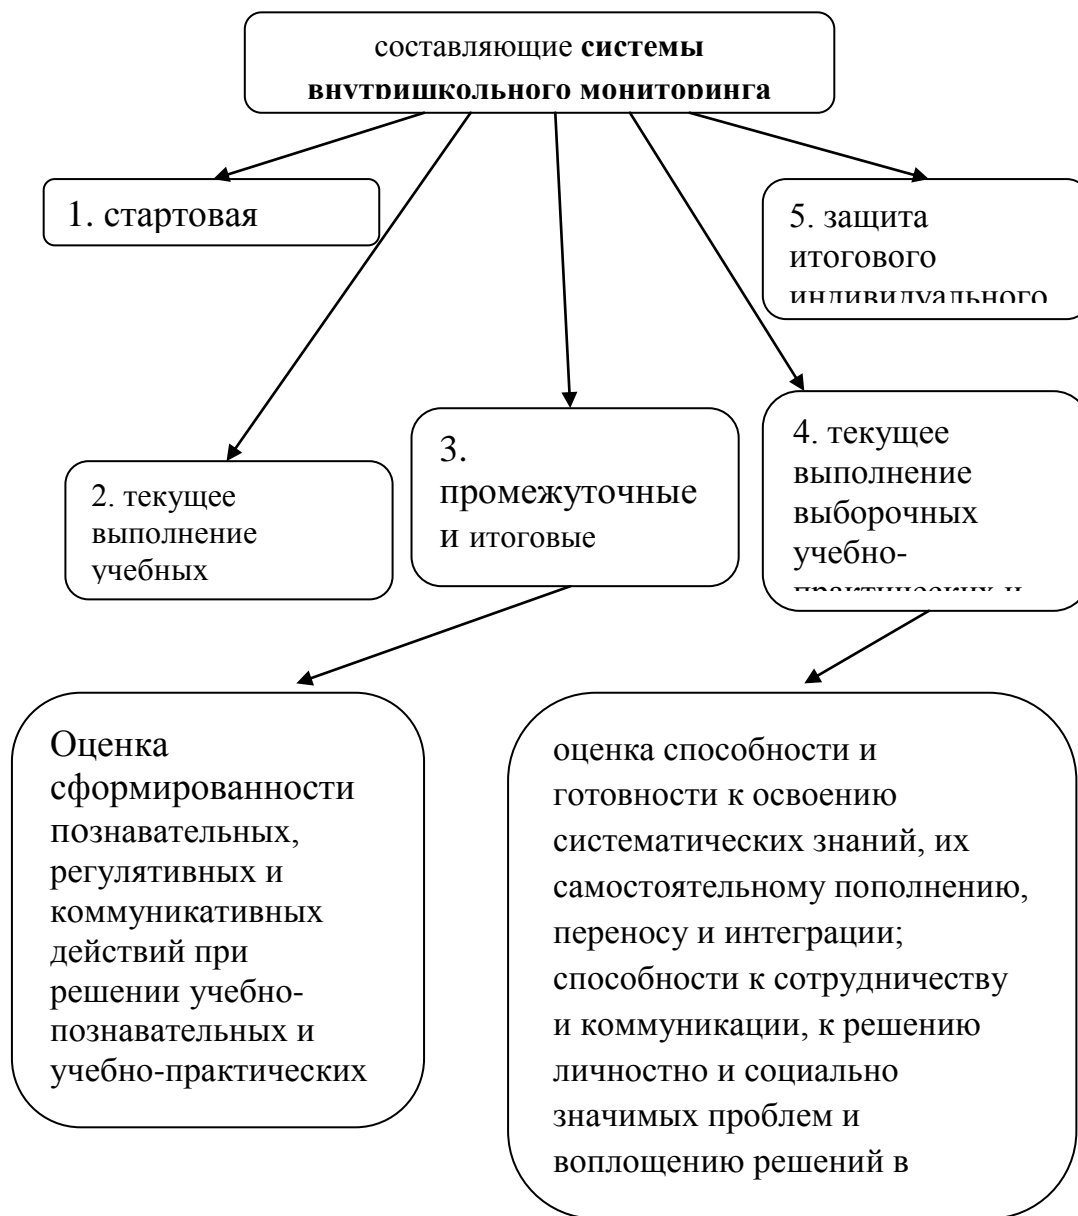 составляющие системы
внутришкольного мониторинга
1. стартовая
5. защита
итогового
индивидуального
2. текущее
выполнение
учебных
3.
промежуточные
и итоговые
4. текущее
выполнение
выборочных
учебно-
практических и
Оценка
сформированности
познавательных,
регулятивных и
коммуникативных
действий при
решении учебно-
познавательных и
учебно-практических
оценка способности и
готовности к освоению
систематических знаний, их
самостоятельному пополнению,
переносу и интеграции;
способности к сотрудничеству
и коммуникации, к решению
личностно и социально
значимых проблем и
воплощению решений в